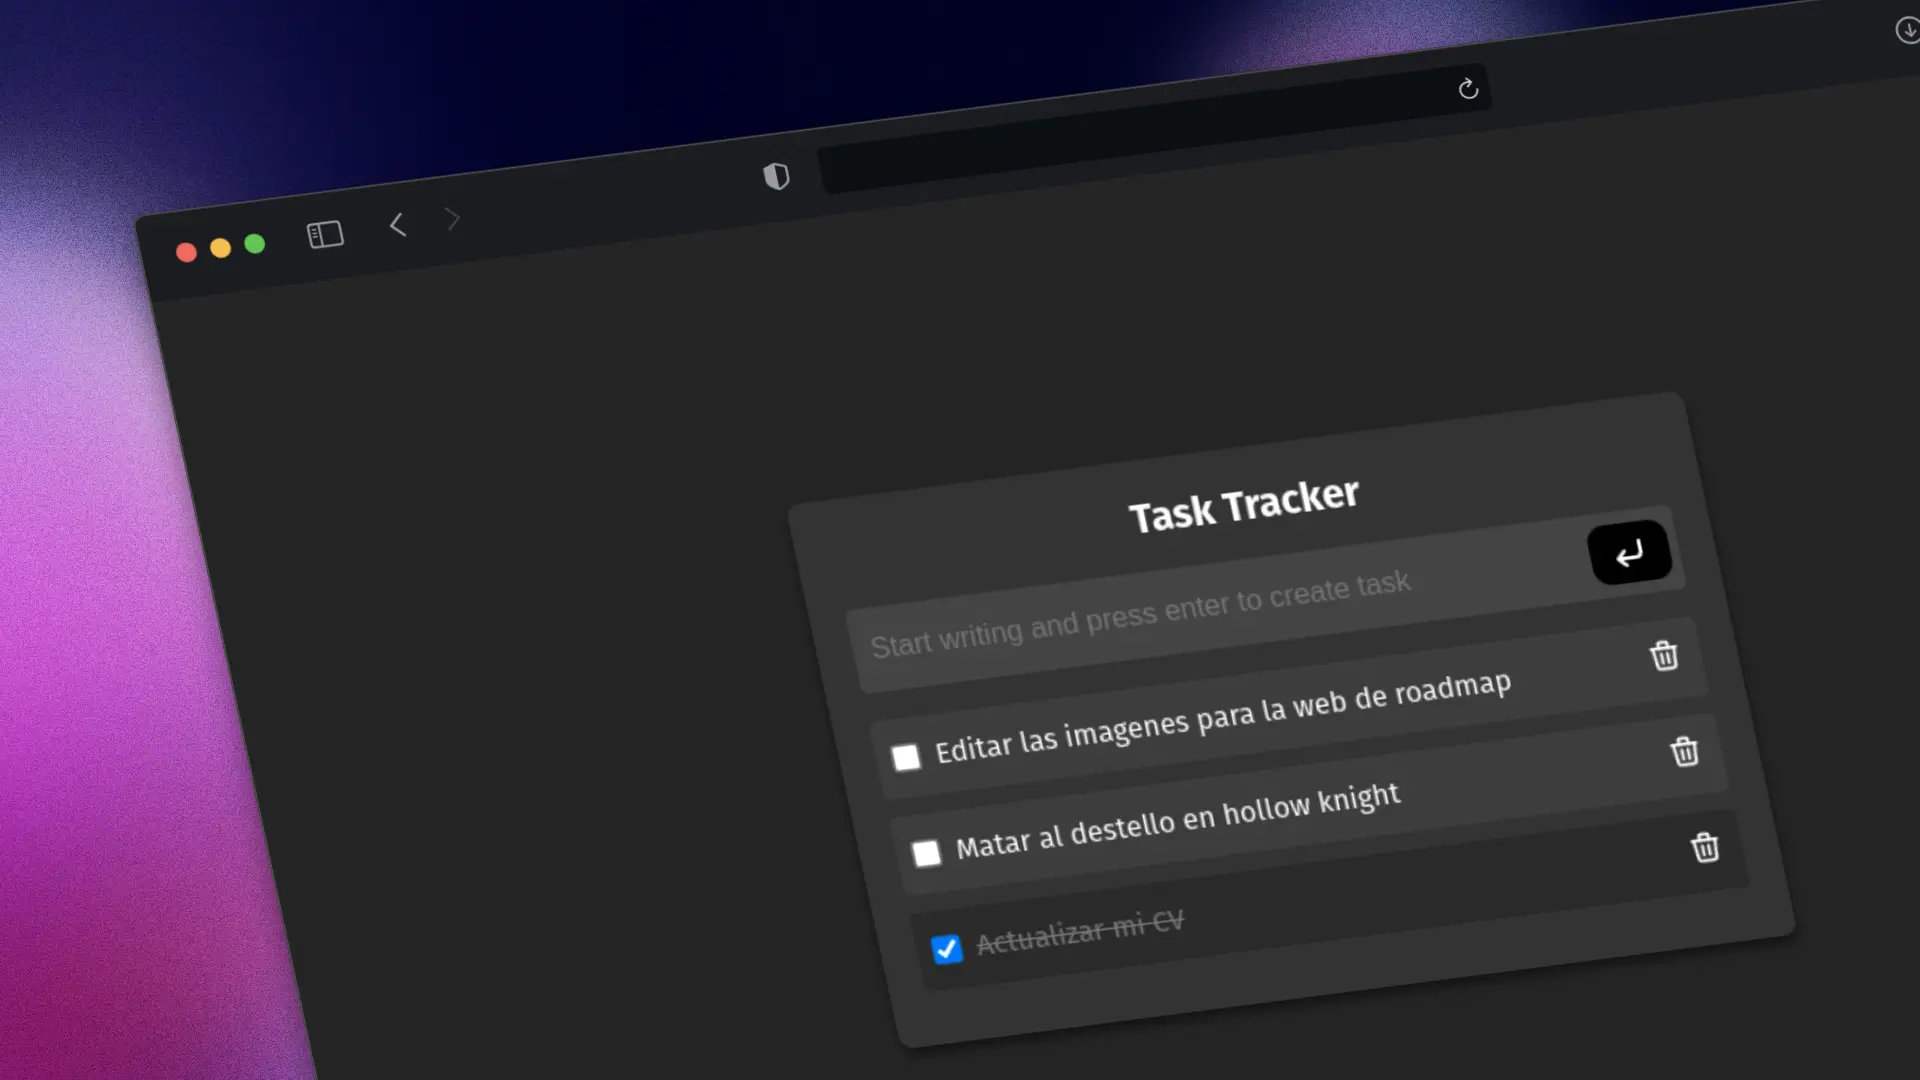 Task Tracker
Start writing and press enter to create task
Editar las imagenes para la web de roadmap
Matar al destello en hollow knight
Actualizar mi CV